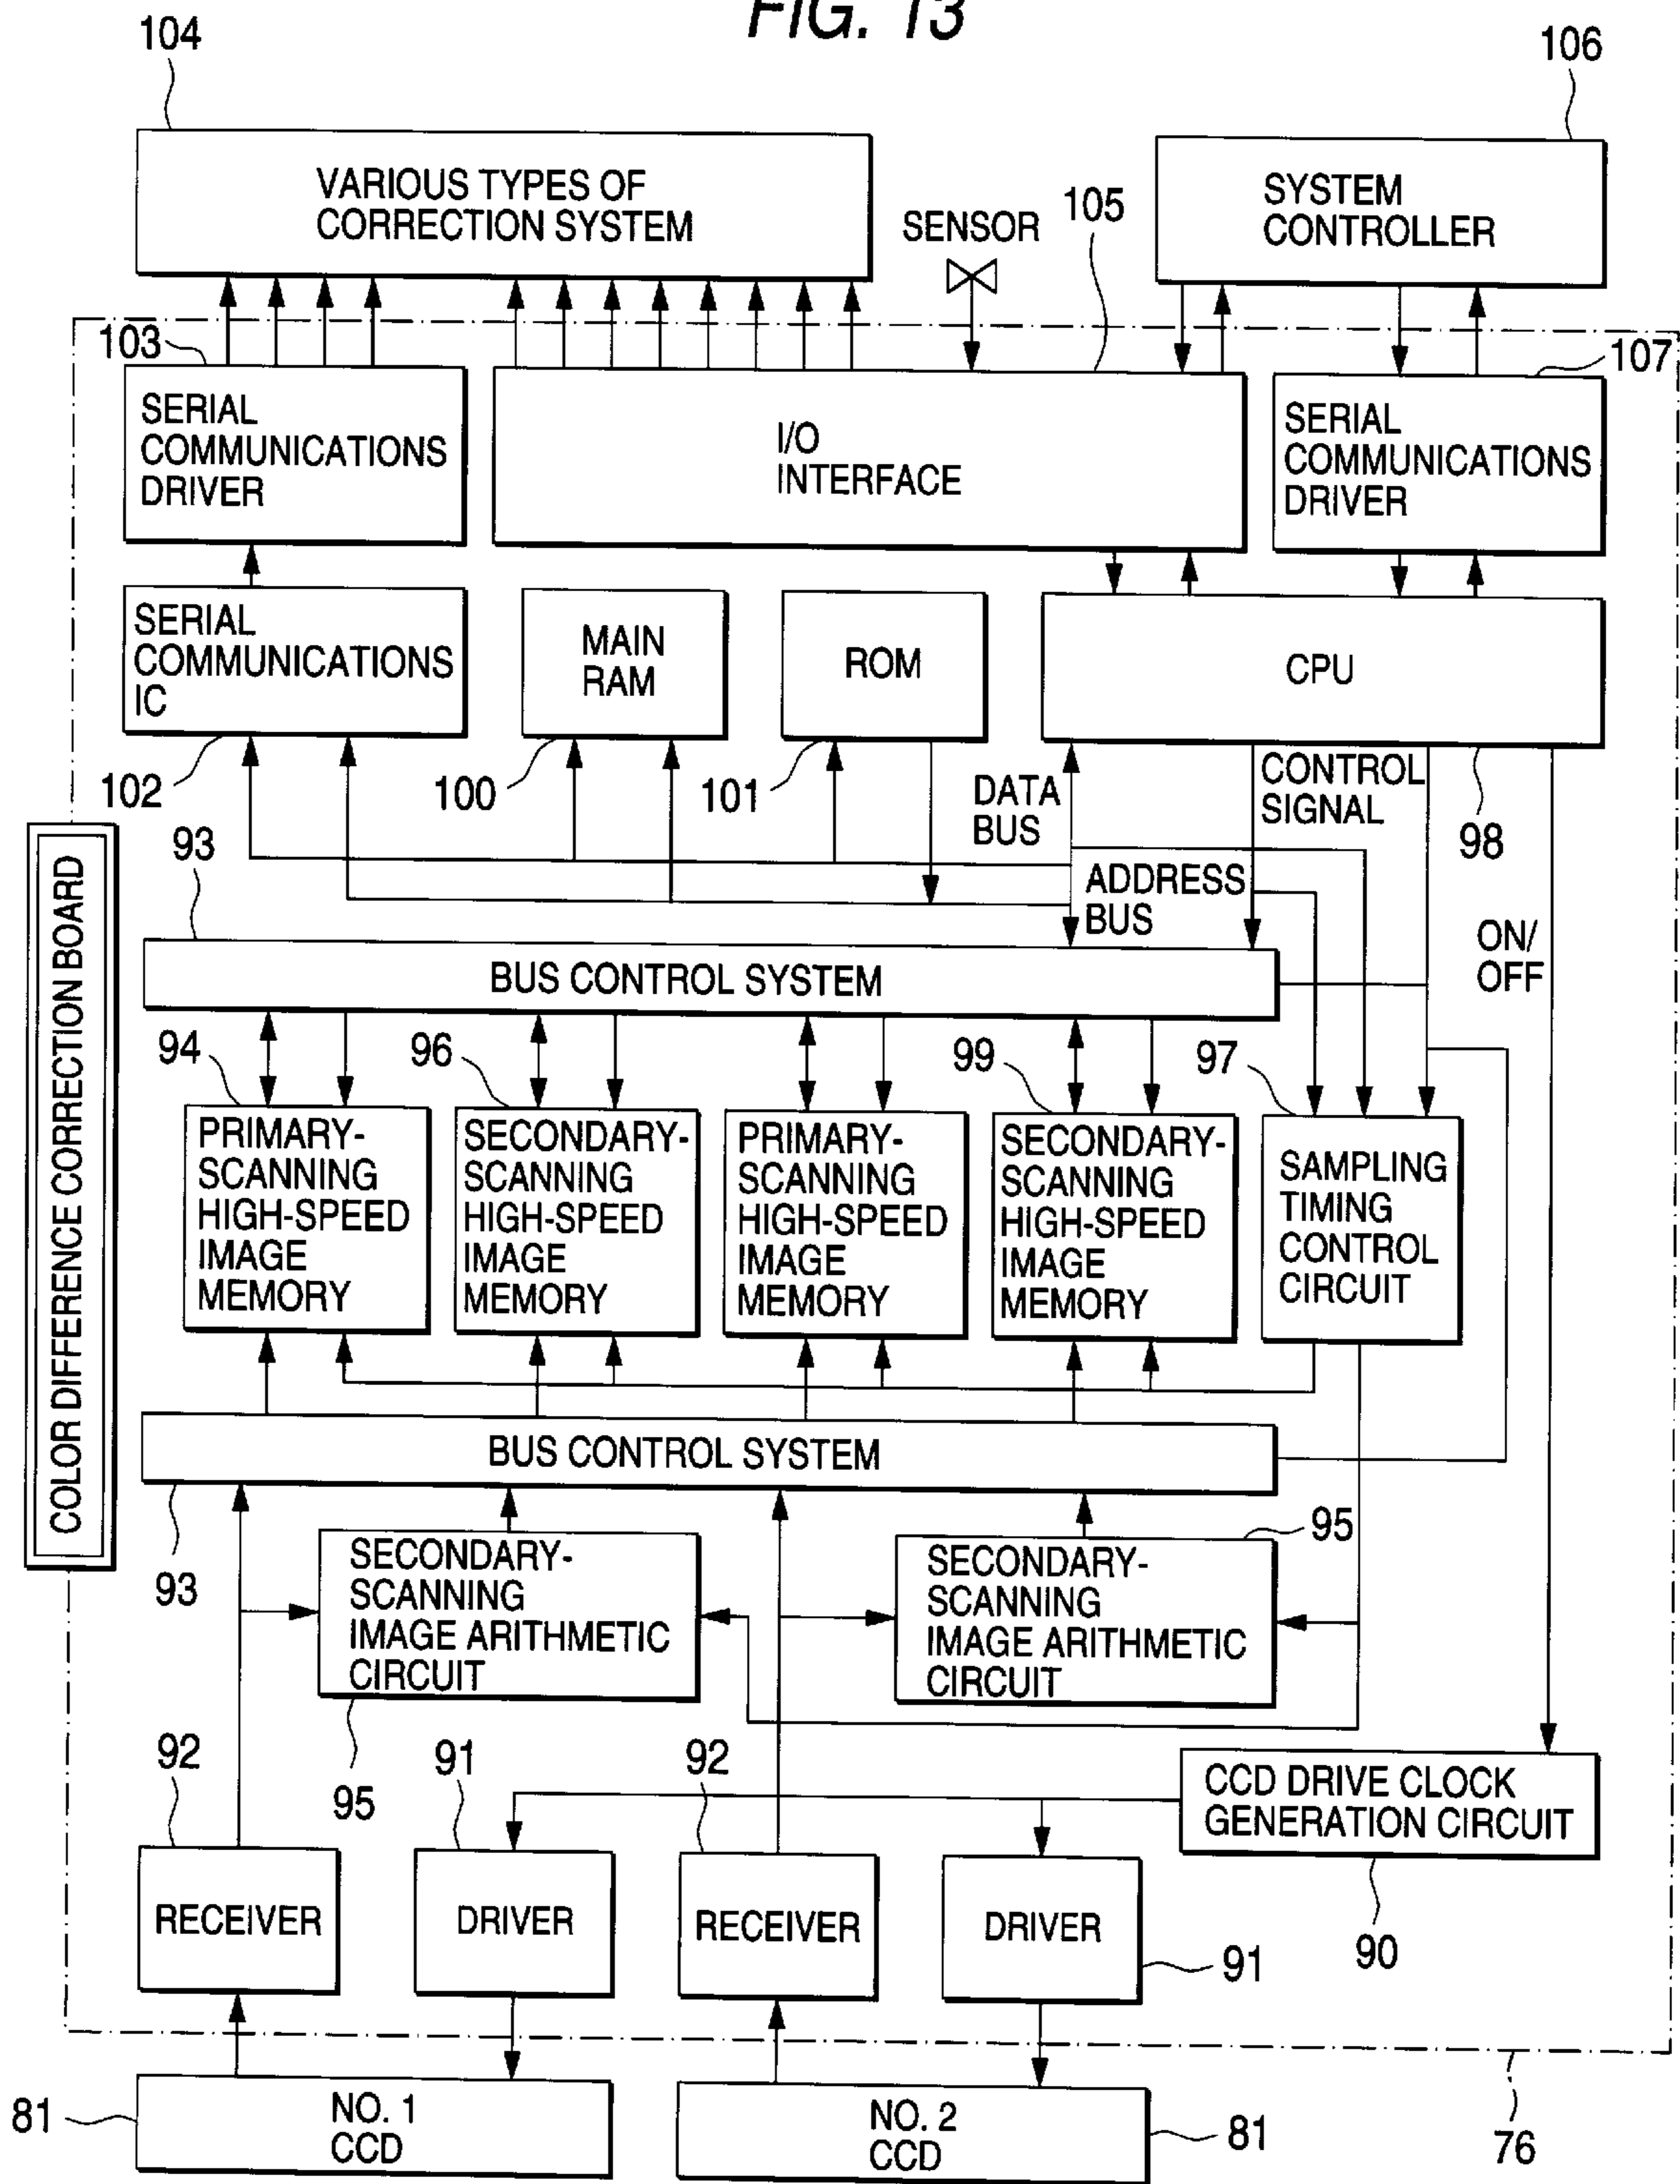 FIG. 13
104
106
VARIOUS TYPES OF
CORRECTION SYSTEM
SENSOR
105
SYSTEM
CONTROLLER
103
107
SERIAL
COMMUNICATIONS
DRIVER
I/O
INTERFACE
SERIAL
COMMUNICATIONS
DRIVER
SERIAL
COMMUNICATIONS
IC
MAIN
RAM
ROM
CPU
102
100
101
DATA
BUS
CONTROL
SIGNAL
98
93
ADDRESS
BUS
ON/
OFF
COLOR DIFFERENCE CORRECTION BOARD
BUS CONTROL SYSTEM
94
96
99
97
PRIMARY-
SCANNING
HIGH-SPEED
IMAGE
MEMORY
SECONDARY-
SCANNING
HIGH-SPEED
IMAGE
MEMORY
PRIMARY-
SCANNING
HIGH-SPEED
IMAGE
MEMORY
SECONDARY-
SCANNING
HIGH-SPEED
IMAGE
MEMORY
SAMPLING
TIMING
CONTROL
CIRCUIT
BUS CONTROL SYSTEM
93
95
SECONDARY-
SCANNING
IMAGE ARITHMETIC
CIRCUIT
SECONDARY-
SCANNING
IMAGE ARITHMETIC
CIRCUIT
92
91
92
95
CCD DRIVE CLOCK
GENERATION CIRCUIT
RECEIVER
DRIVER
RECEIVER
DRIVER
90
91
81
NO. 1
CCD
NO. 2
CCD
81
76